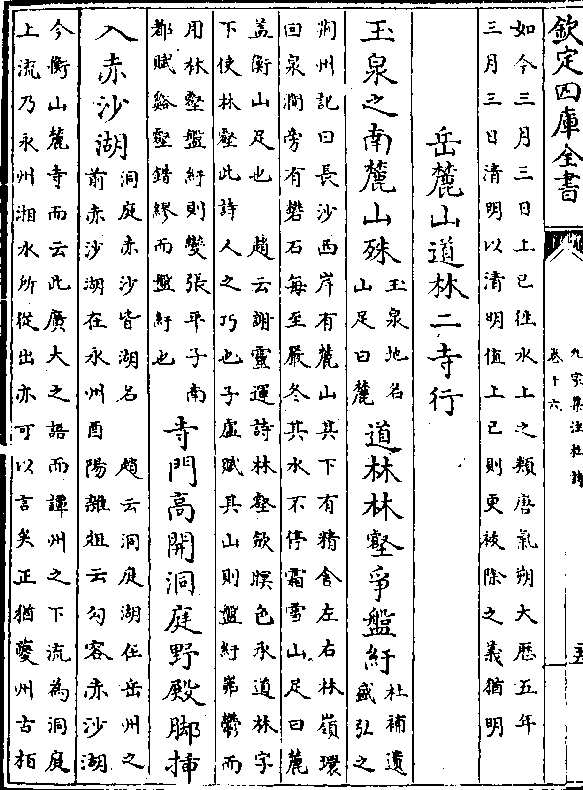 欽定四庫全書
九家集注杜詩
卷十六
如今三月三日上巳往水上之類唐氣朔大歷五年
三月三日清明以清明值上巳則更被除之義猶明
岳麓山道林二寺行
玉泉之南麓山殊
玉泉地名
山足曰麓
道林林壑爭盤紆
杜補遺
盛弘之
荆州記曰長沙西岸有麓山其下有精舍左右林嶺環
回泉澗旁有礬石每至嚴冬其水不停霜雪山足曰麓
蓋衡山足也　趙云謝靈運詩林壑歛暝色承道林字
下使林壑此詩人之巧也子虛賦其山則盤紆岪鬱而
用林壑盤紆則變張平子南
都賦谿壑錯繆而盤紆也
寺門高開洞庭野殿脚插
入赤沙湖
洞庭赤沙皆湖名　趙云洞庭湖在岳州之
前赤沙湖在永州酉陽雜俎云勾容赤沙湖
今衡山麓寺而云此廣大之語而譚州之下流為洞庭
上流乃永州湘水所從出亦可以言矣正猶夔州古栢